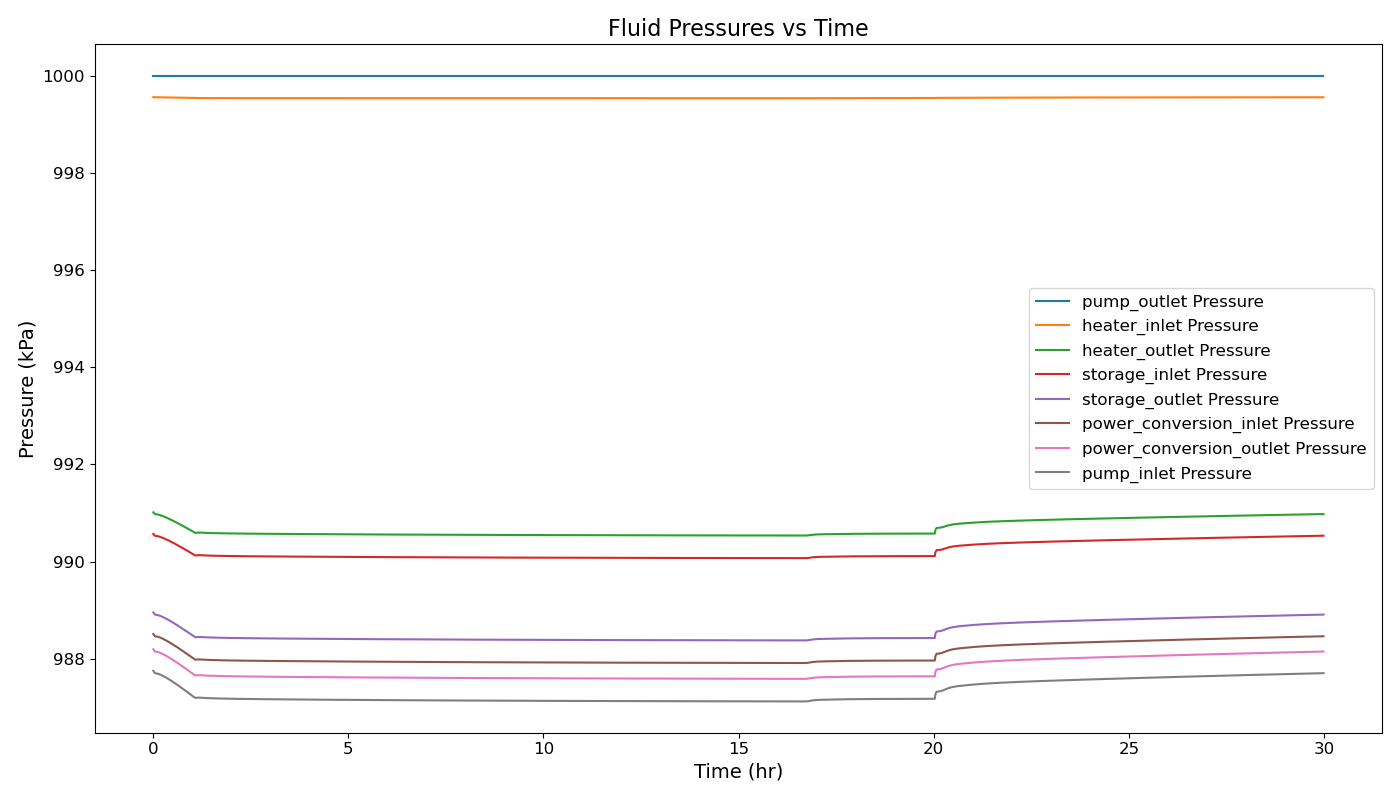 Fluid Pressures vs Time
Pressure (kPa)
1000
998
996
994
992
990
988
pump_outlet Pressure
heater_inlet Pressure
heater_outlet Pressure
storage_inlet Pressure
storage_outlet Pressure
power_conversion_inlet Pressure
power_conversion_outlet Pressure
pump_inlet Pressure
0 5 10 15 20 25 30
Time (hr)